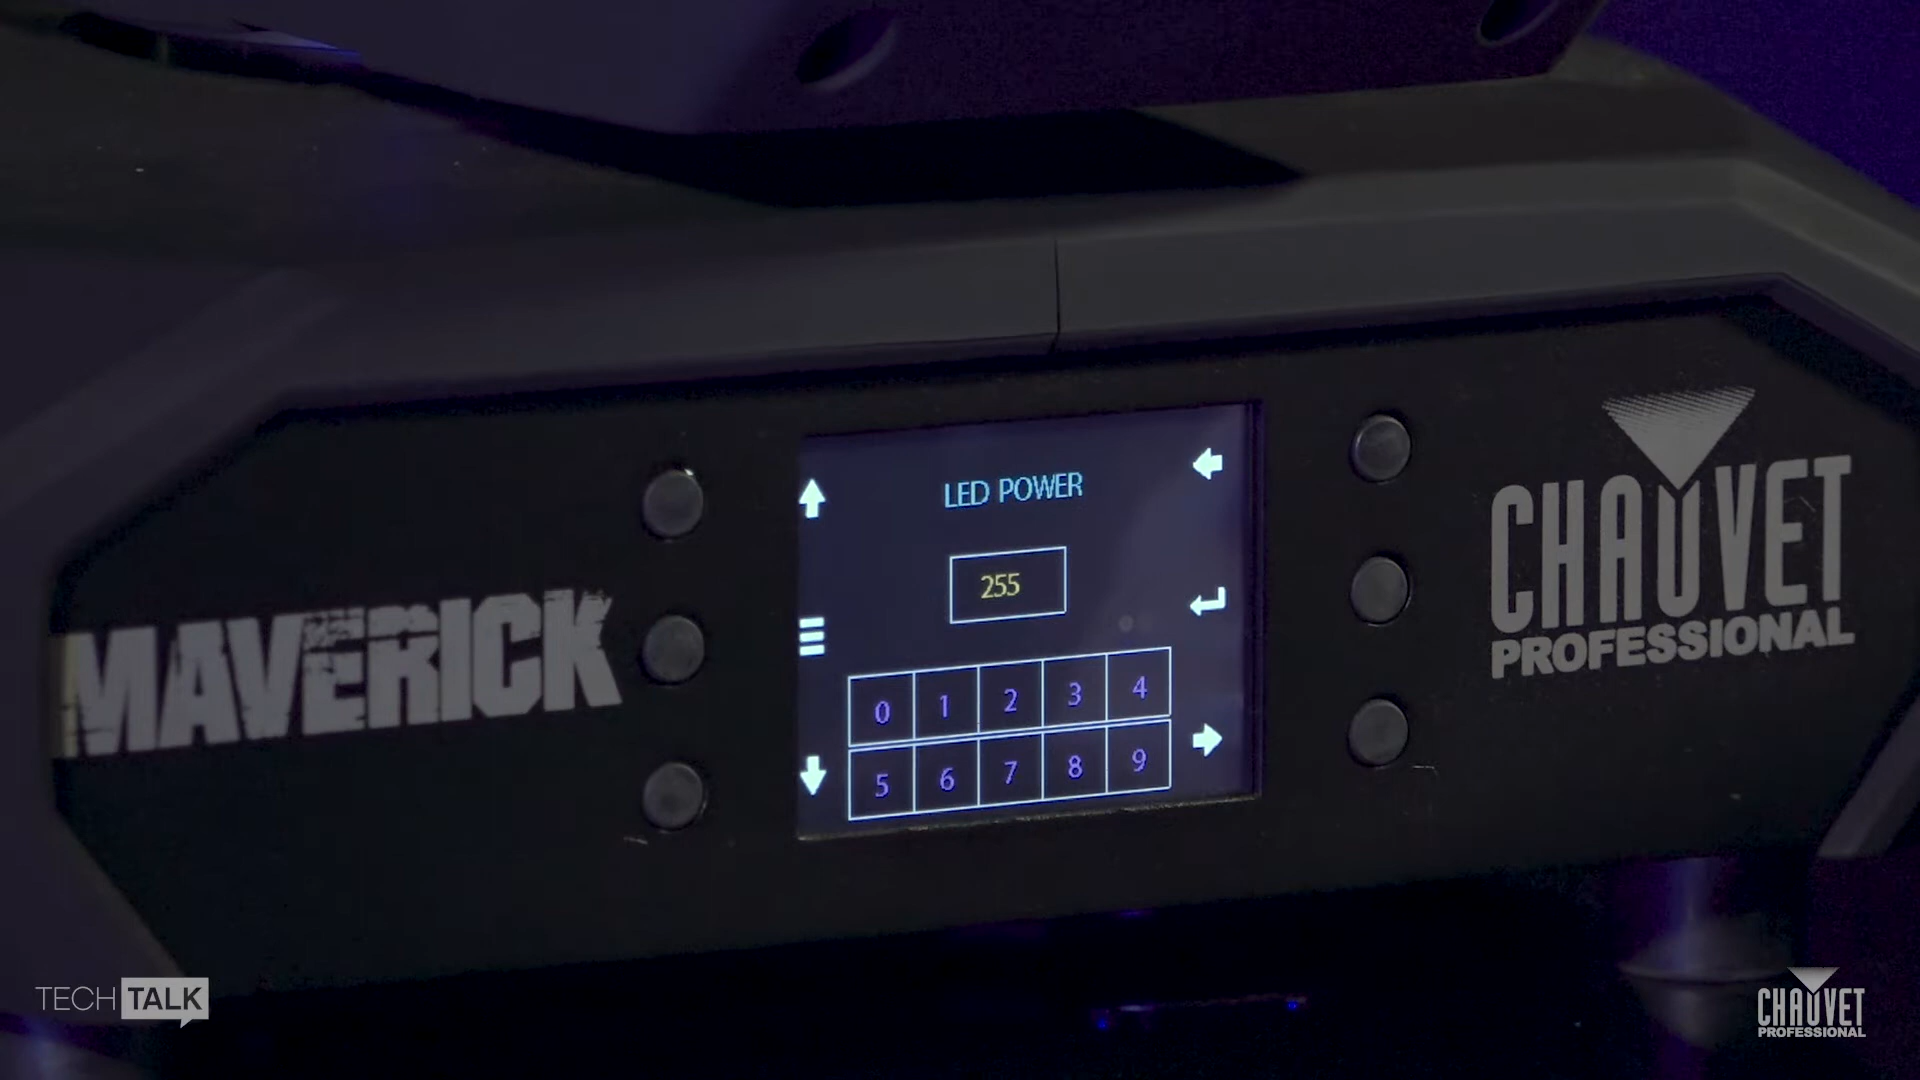 LED POWER
255
0 1 2 3 4
5 6 7 8 9
MAVERICK
CHAUVET
PROFESSIONAL
TECH TALK
CHAUVET
PROFESSIONAL